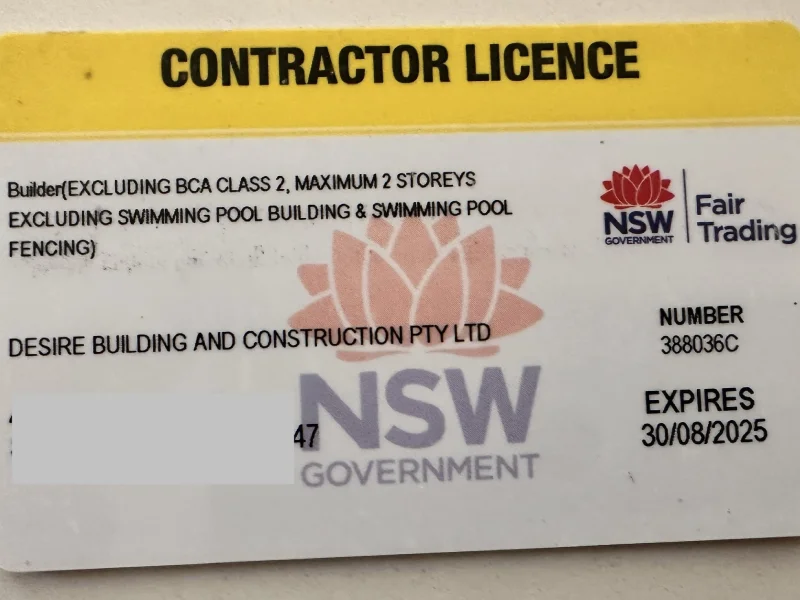 CONTRACTOR LICENCE
Builder(EXCLUDING BCA CLASS 2, MAXIMUM 2 STOREYS
EXCLUDING SWIMMING POOL BUILDING & SWIMMING POOL
FENCING)
NSW
GOVERNMENT
Fair
Trading
DESIRE BUILDING AND CONSTRUCTION PTY LTD
NUMBER
388036C
47
NSW
GOVERNMENT
EXPIRES
30/08/2025